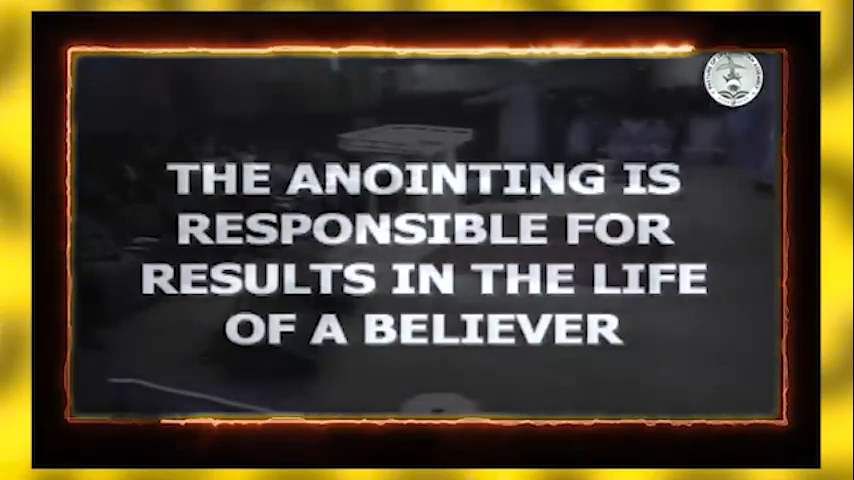 THE ANOINTING IS
RESPONSIBLE FOR
RESULTS IN THE LIFE
OF A BELIEVER